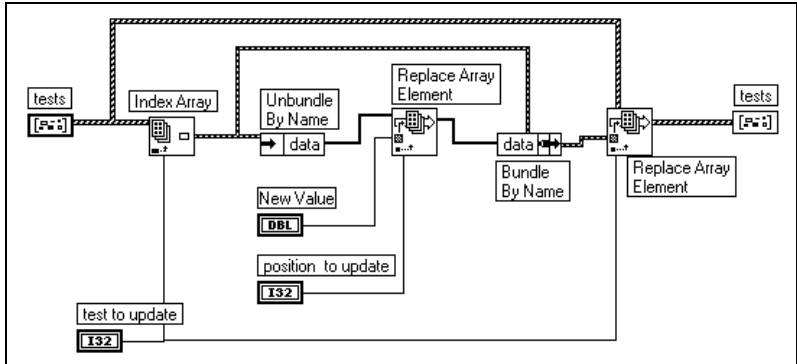 tests
Index Array
Unbundle
By Name
data
Replace Array
Element
data
Bundle
By Name
Replace Array
Element
tests
New Value
DBL
position to update
I32
test to update
I32